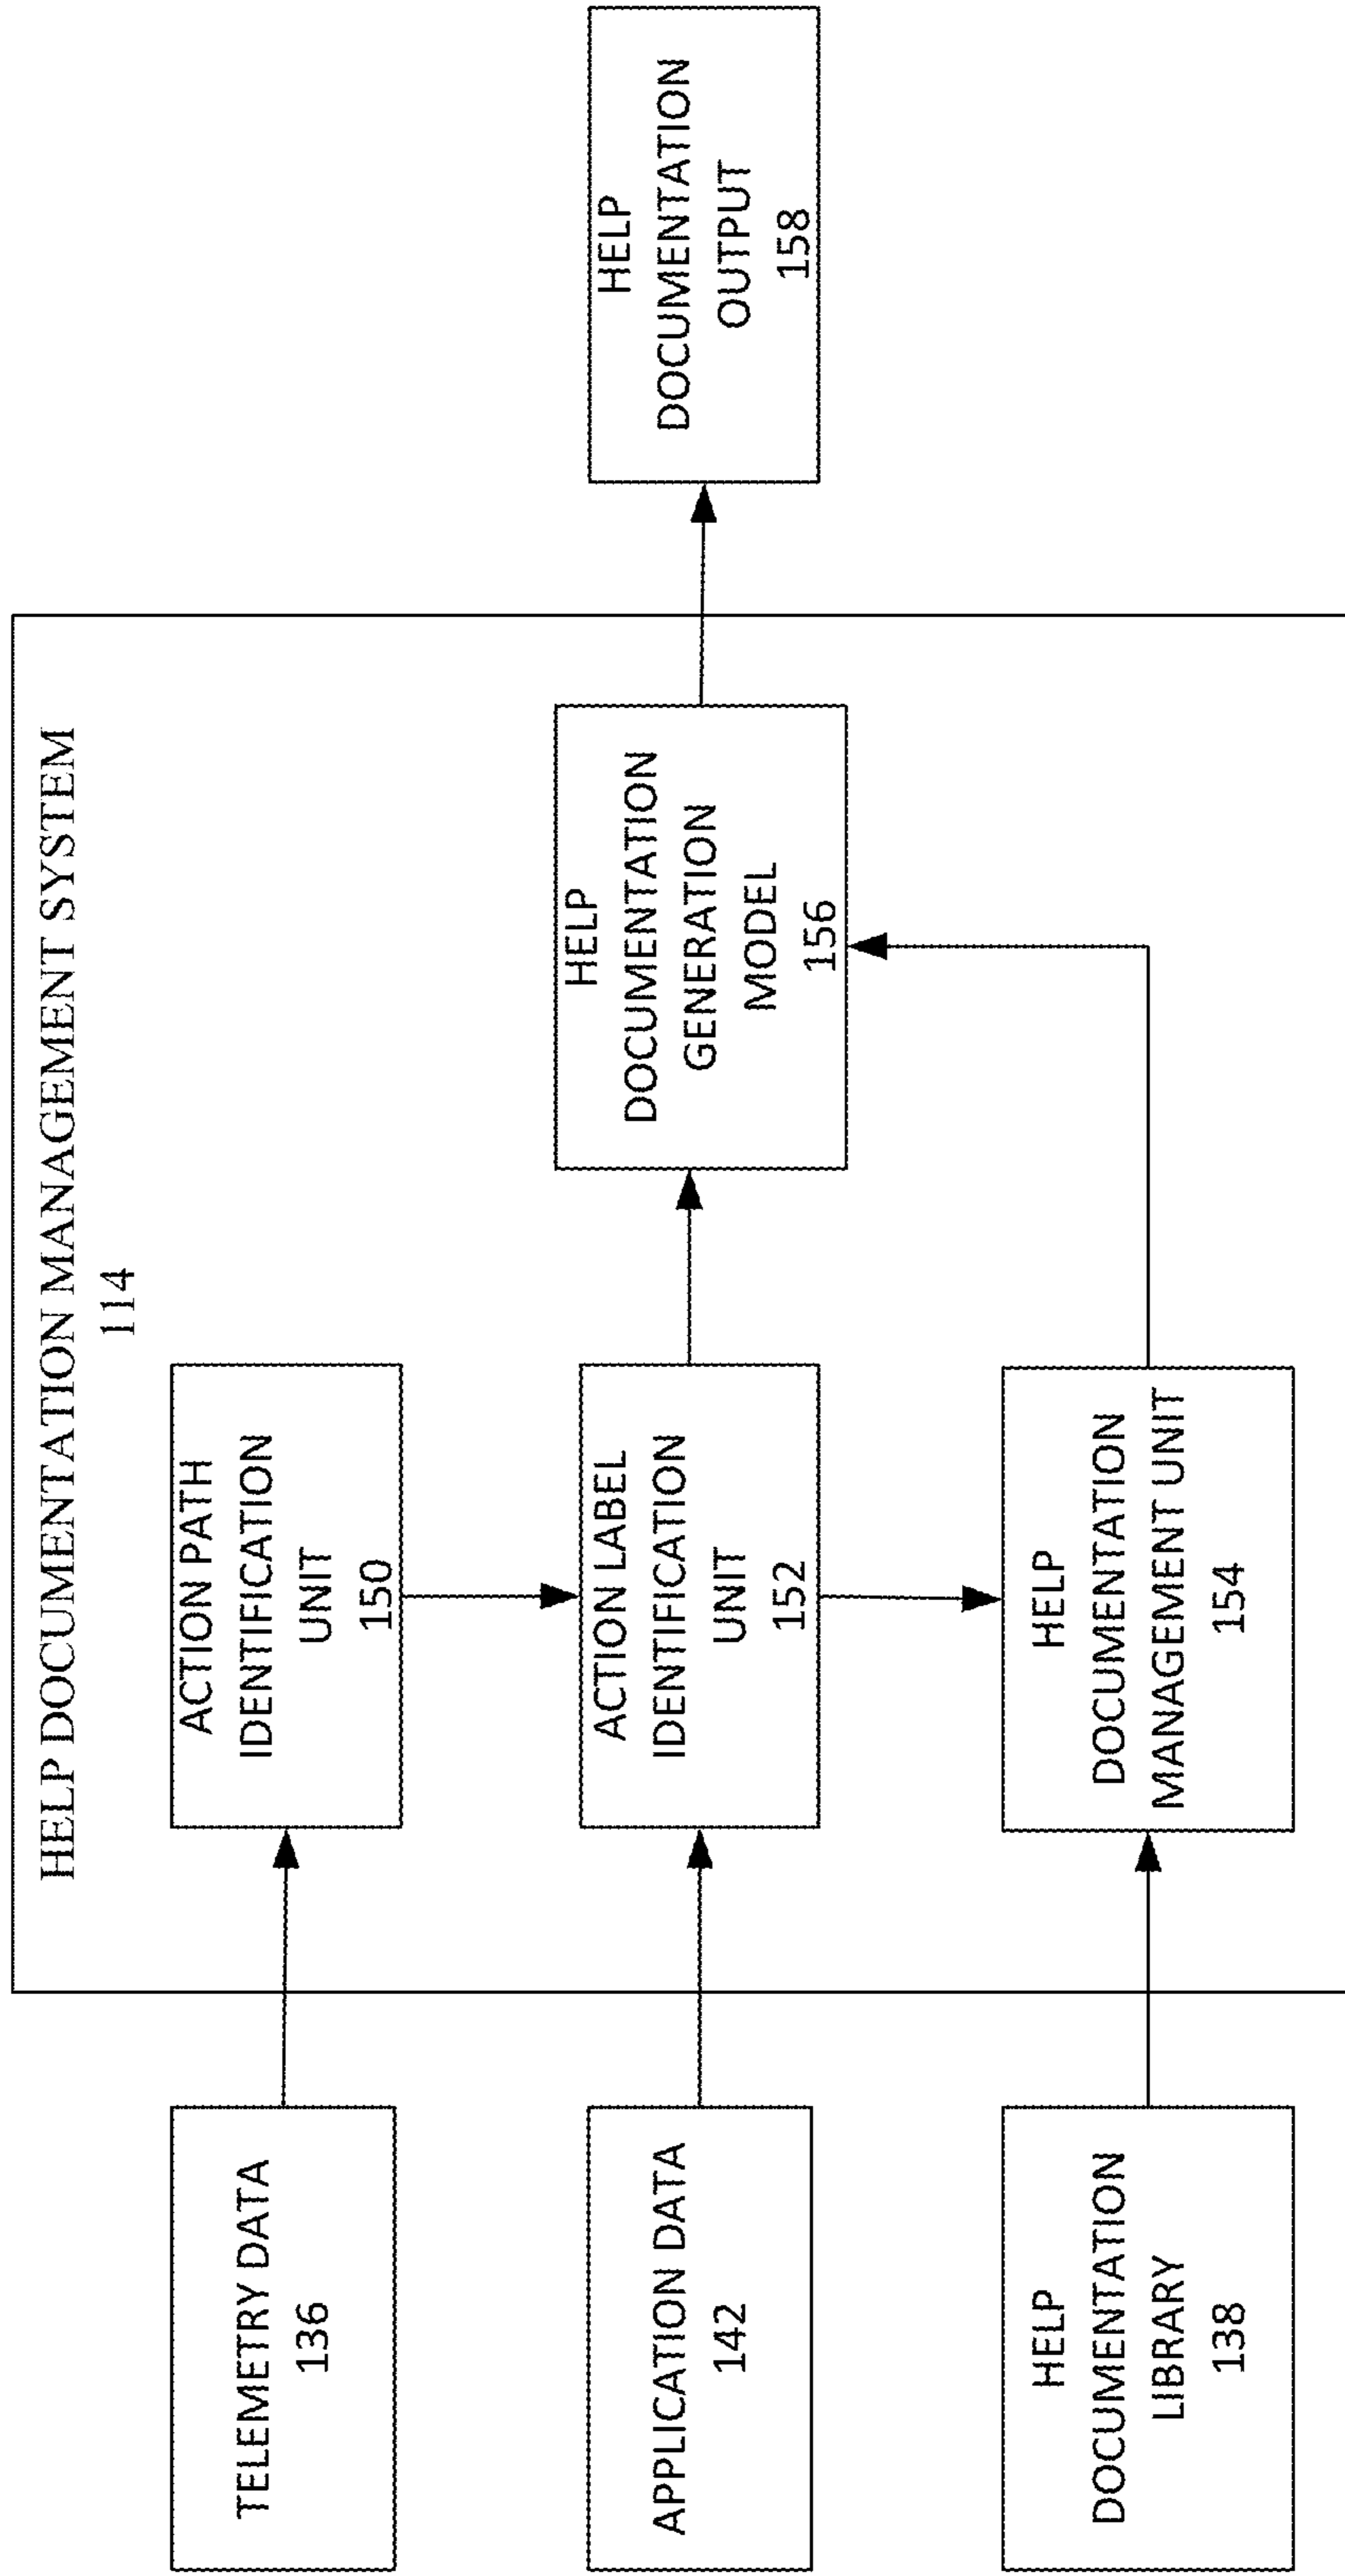 HELP DOCUMENTATION MANAGEMENT SYSTEM
114
TELEMETRY DATA
136
ACTION PATH
IDENTIFICATION
UNIT
150
APPLICATION DATA
142
ACTION LABEL
IDENTIFICATION
UNIT
152
HELP
DOCUMENTATION
GENERATION
MODEL
156
HELP
DOCUMENTATION
OUTPUT
158
HELP
DOCUMENTATION
LIBRARY
138
HELP
DOCUMENTATION
MANAGEMENT UNIT
154